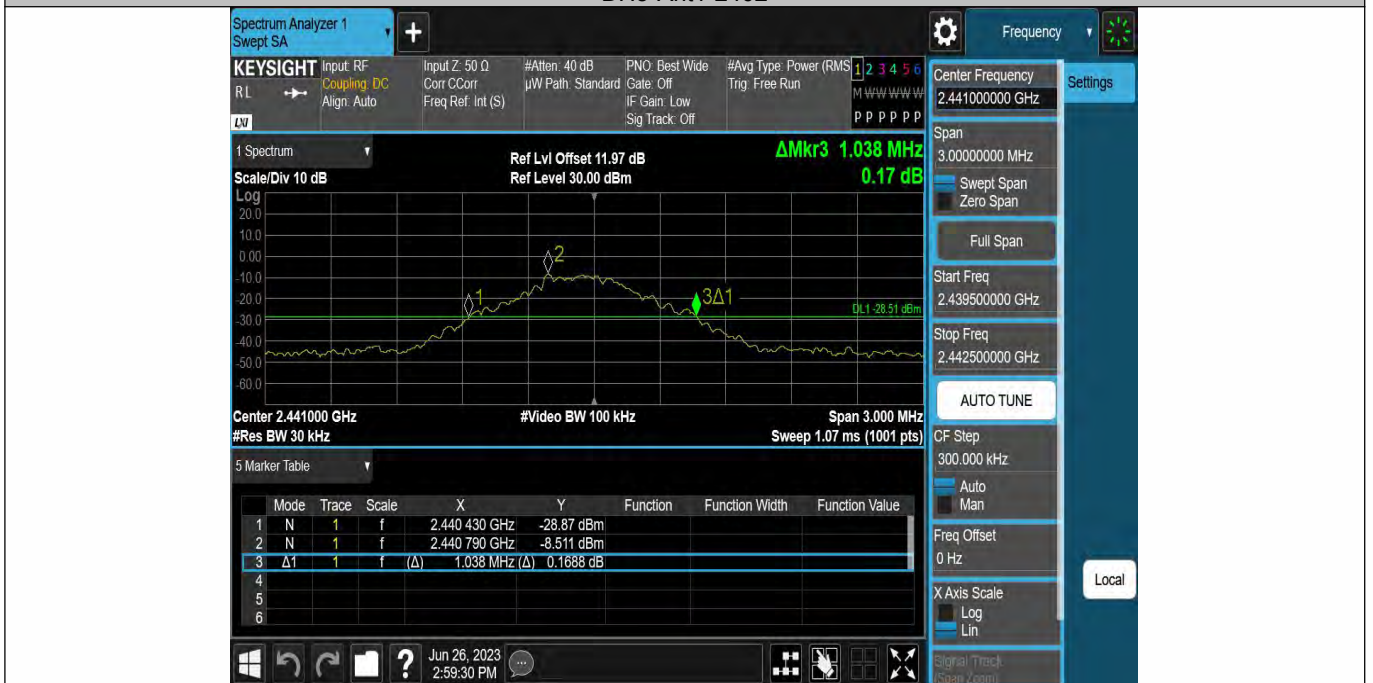 Spectrum Analyzer 1
Swept SA
+
Frequency
KEYSIGHT
RL
LXI
Input: RF
Coupling: DC
Align: Auto
Input Z: 50 Ω
Corr CCorr
Freq Ref: Int (S)
#Atten: 40 dB
µW Path: Standard
PNO: Best Wide
Gate: Off
IF Gain: Low
Sig Track: Off
#Avg Type: Power (RMS
Trig: Free Run
1 2 3 4 5 6
M W W W W W
P P P P P P
1 Spectrum
Scale/Div 10 dB
Ref Lvl Offset 11.97 dB
Ref Level 30.00 dBm
ΔMkr3 1.038 MHz
0.17 dB
Log
20.0
10.0
0.00
-10.0
-20.0
-30.0
-40.0
-50.0
-60.0
1
2
3Δ1
DL1 -28.51 dBm
Center 2.441000 GHz
#Video BW 100 kHz
Span 3.000 MHz
#Res BW 30 kHz
Sweep 1.07 ms (1001 pts)
5 Marker Table
Mode Trace Scale X Y Function Function Width Function Value
1 N 1 f 2.440 430 GHz -28.87 dBm
2 N 1 f 2.440 790 GHz -8.511 dBm
3 Δ1 1 f (Δ) 1.038 MHz (Δ) 0.1688 dB
4
5
6
?
Jun 26, 2023
2:59:30 PM
Center Frequency
2.441000000 GHz
Settings
Span
3.00000000 MHz
Swept Span
Zero Span
Full Span
Start Freq
2.439500000 GHz
Stop Freq
2.442500000 GHz
AUTO TUNE
CF Step
300.000 kHz
Auto
Man
Freq Offset
0 Hz
X Axis Scale
Log
Lin
Local
Signal Track
(Span Zoom)